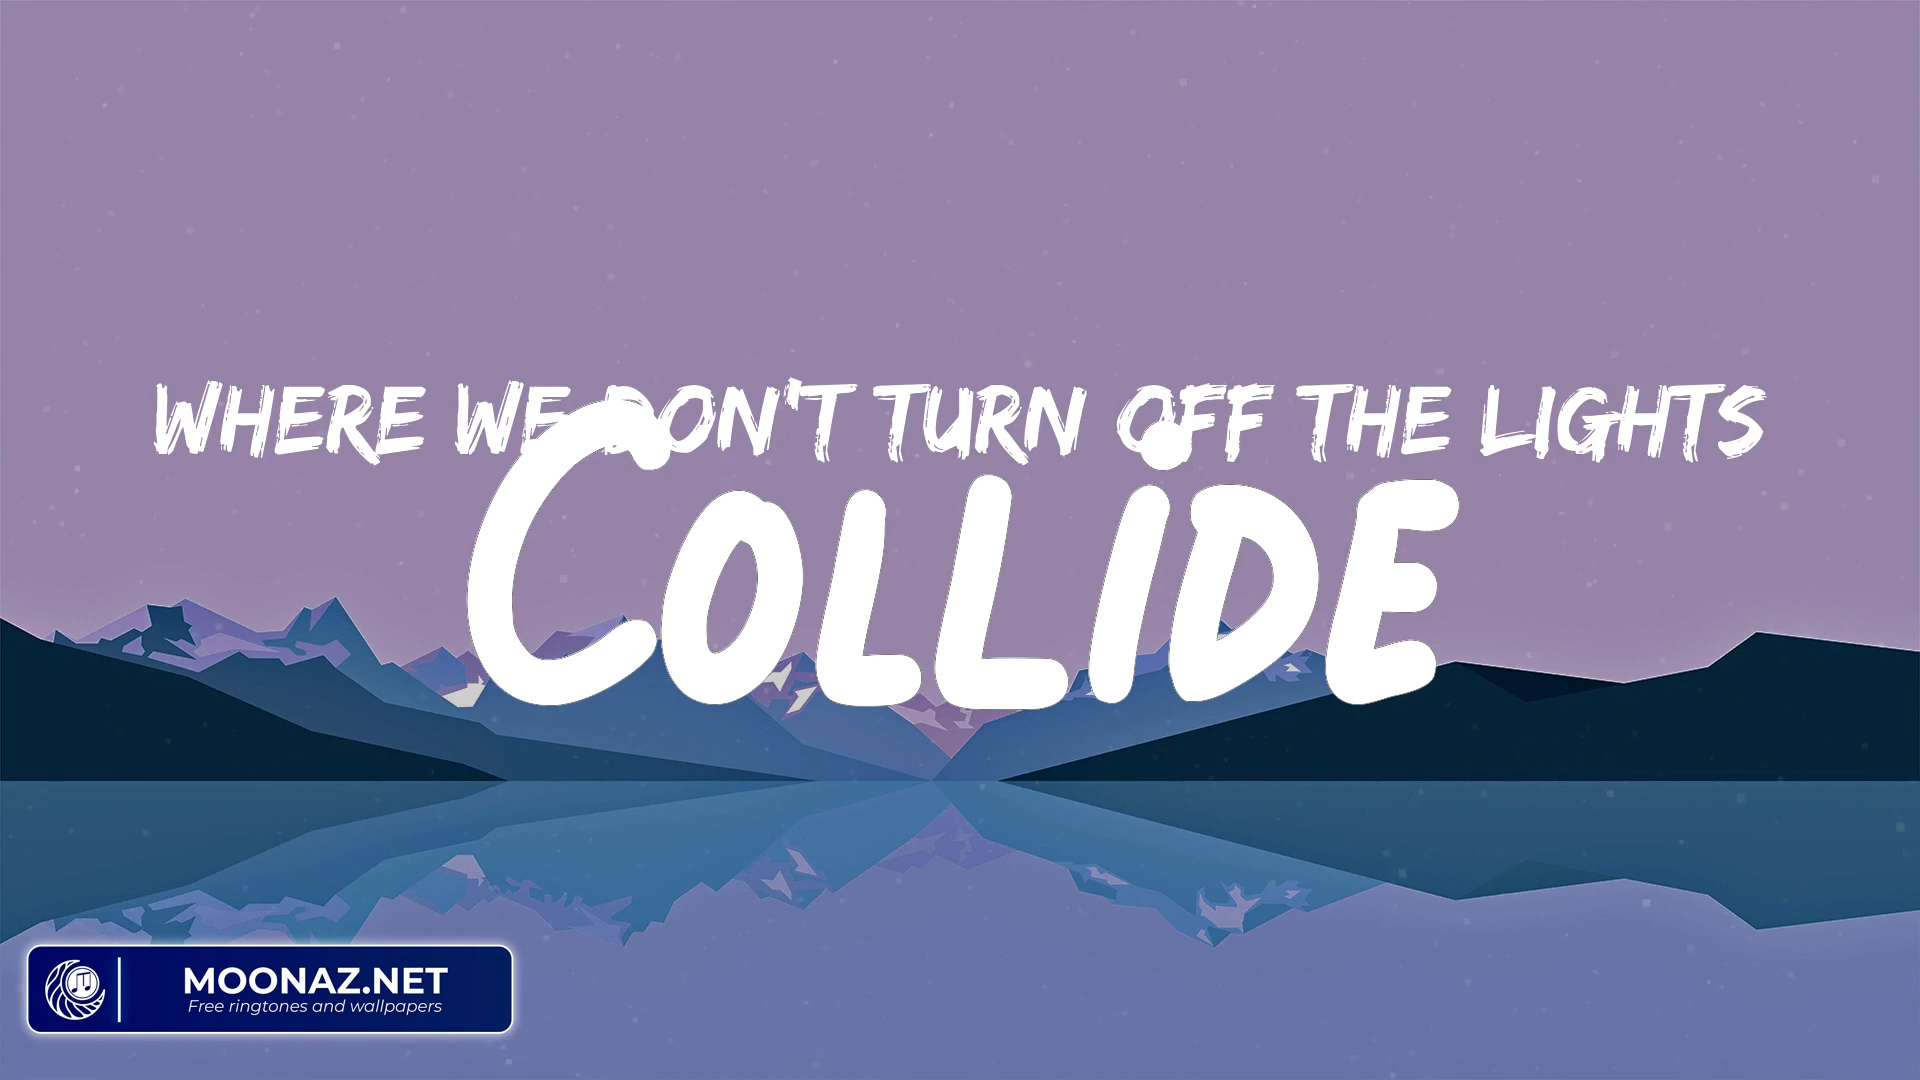 WHERE WE DON'T TURN OFF THE LIGHTS
COLLIDE
MOONAZ.NET
Free ringtones and wallpapers